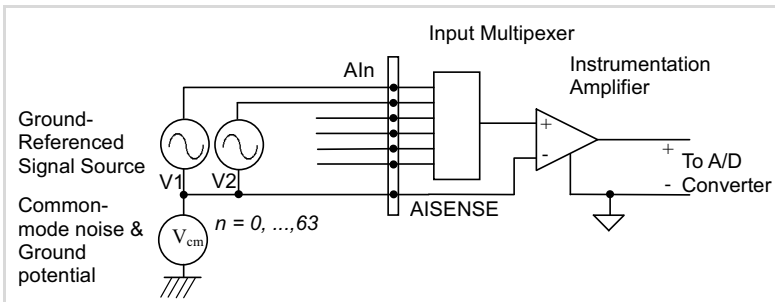 Input Multipexer
AIn
Instrumentation
Amplifier
Ground-
Referenced
Signal Source
V1
V2
+
-
+
-
To A/D
Converter
AISENSE
Common-
mode noise &
Ground
potential
Vcm
n = 0, ...,63